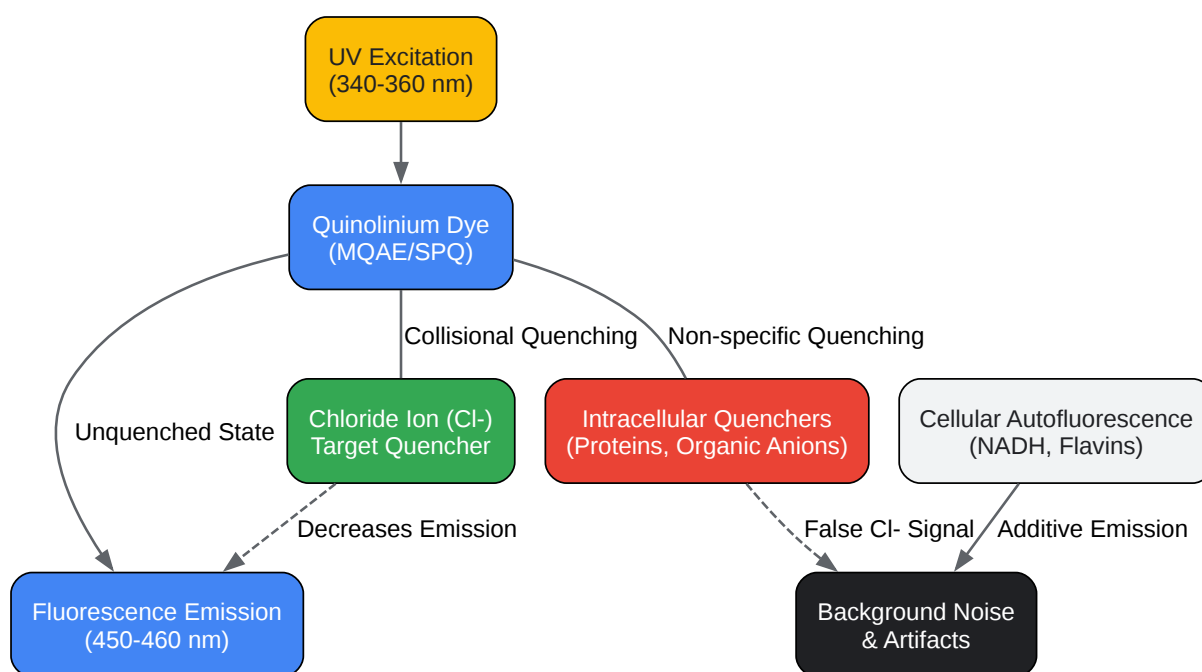 UV Excitation
(340-360 nm)
Quinolinium Dye
(MQAE/SPQ)
Collisional Quenching
Non-specific Quenching
Unquenched State
Chloride Ion (Cl-)
Target Quencher
Intracellular Quenchers
(Proteins, Organic Anions)
Cellular Autofluorescence
(NADH, Flavins)
Decreases Emission
False Cl- Signal
Additive Emission
Fluorescence Emission
(450-460 nm)
Background Noise
& Artifacts